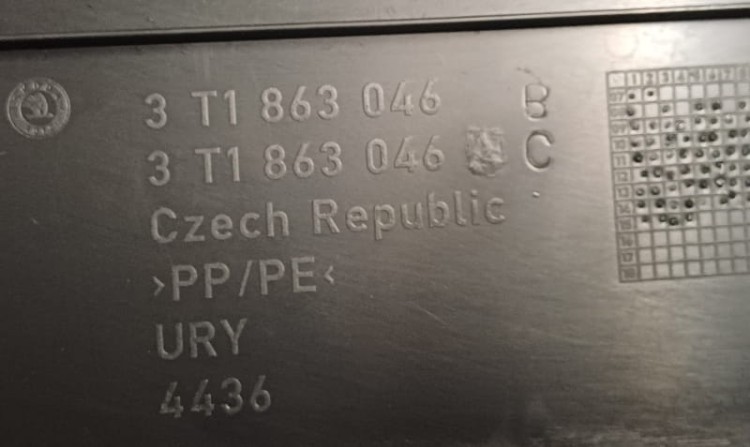 3 T1 863 046 B
3 T1 863 046 C
Czech Republic
>PP/PE<
URY
4436